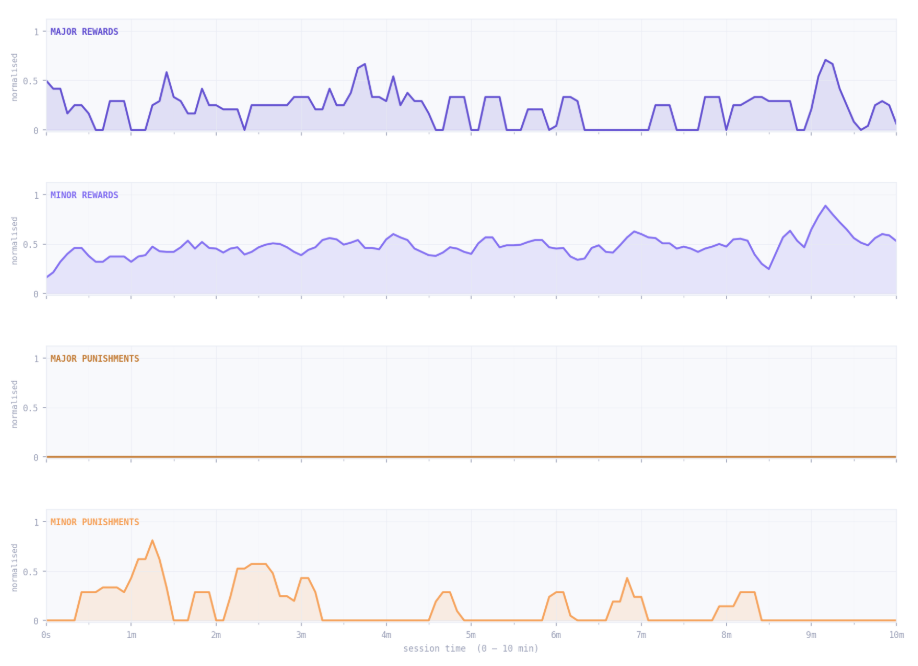 MAJOR REWARDS
1
0.5
0
normalised
MINOR REWARDS
1
0.5
0
normalised
MAJOR PUNISHMENTS
1
0.5
0
normalised
MINOR PUNISHMENTS
1
0.5
0
normalised
0s 1m 2m 3m 4m 5m 6m 7m 8m 9m 10m
session time (0 — 10 min)